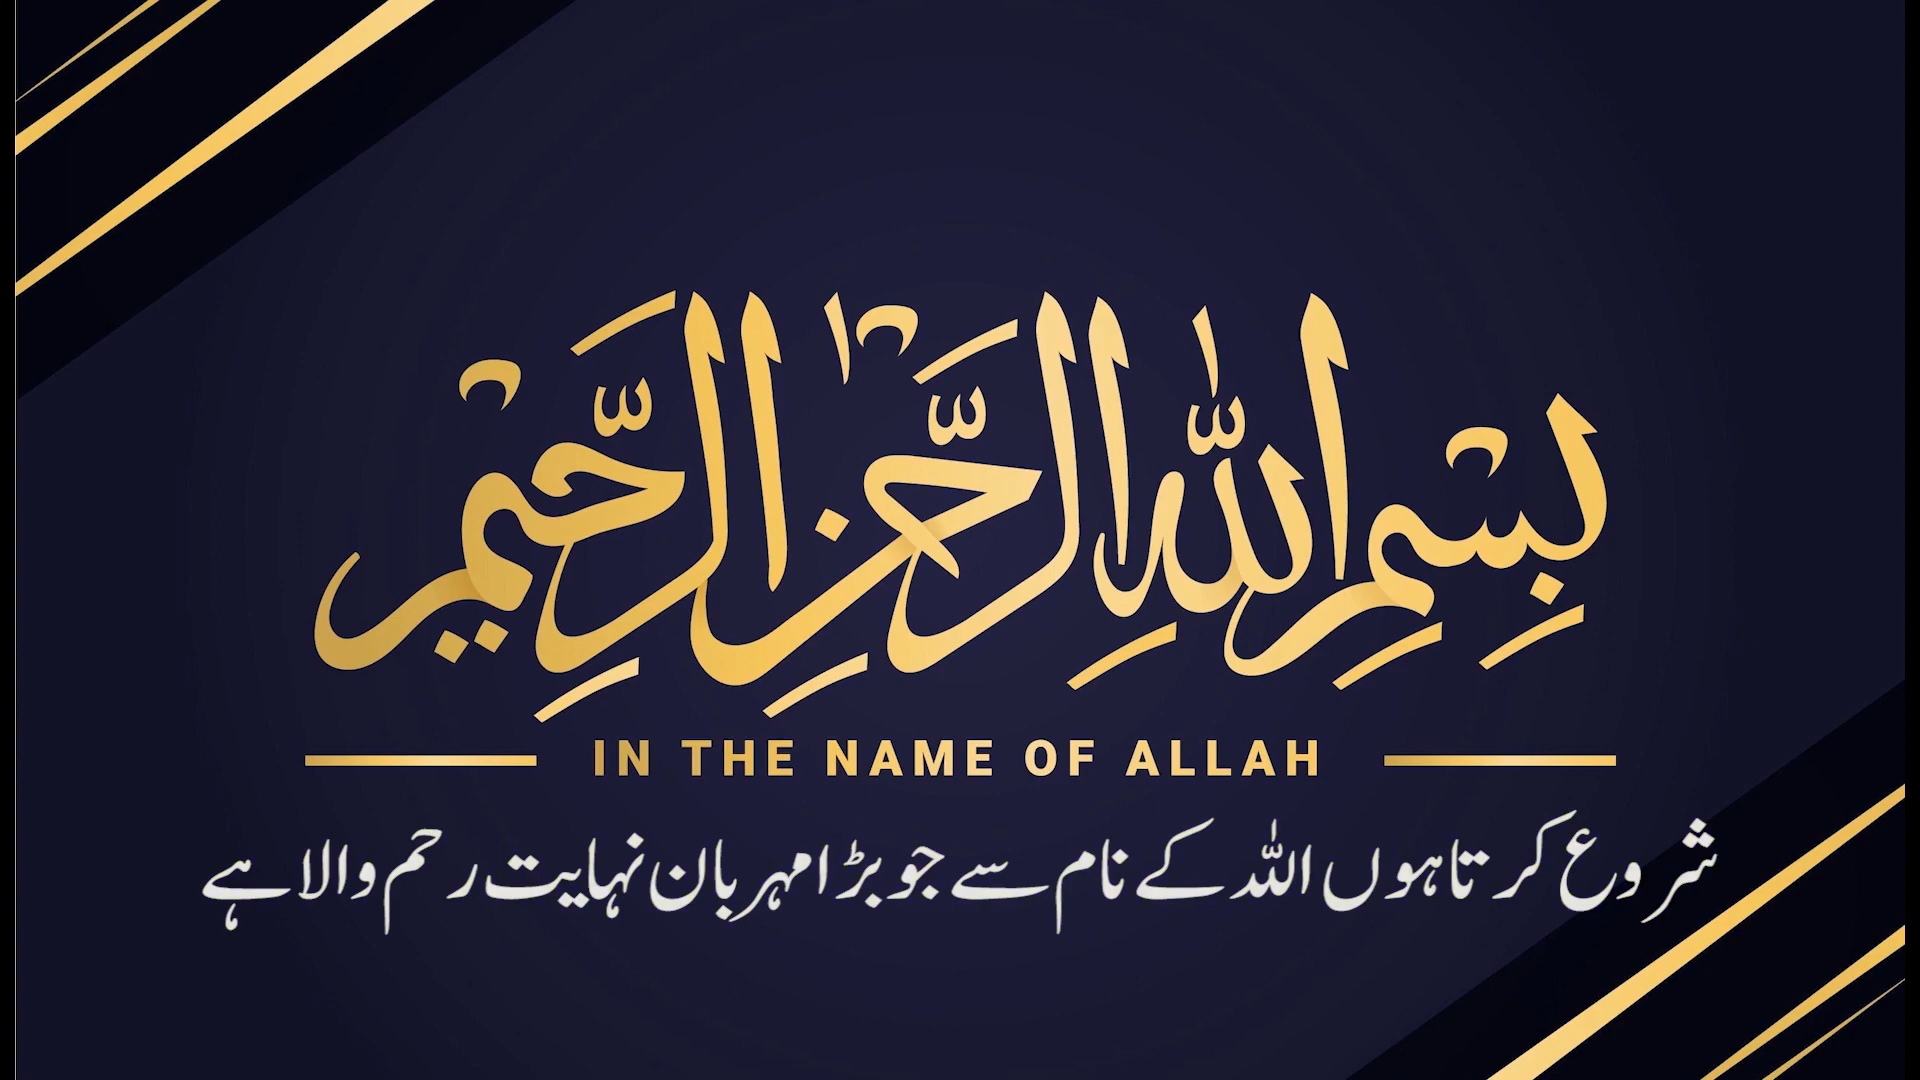 بِسْمِ اللّٰهِ الرَّحْمٰنِ الرَّحِيْمِ
IN THE NAME OF ALLAH
شروع کرتا ہوں اللہ کے نام سے جو بڑا مہربان نہایت رحم والا ہے